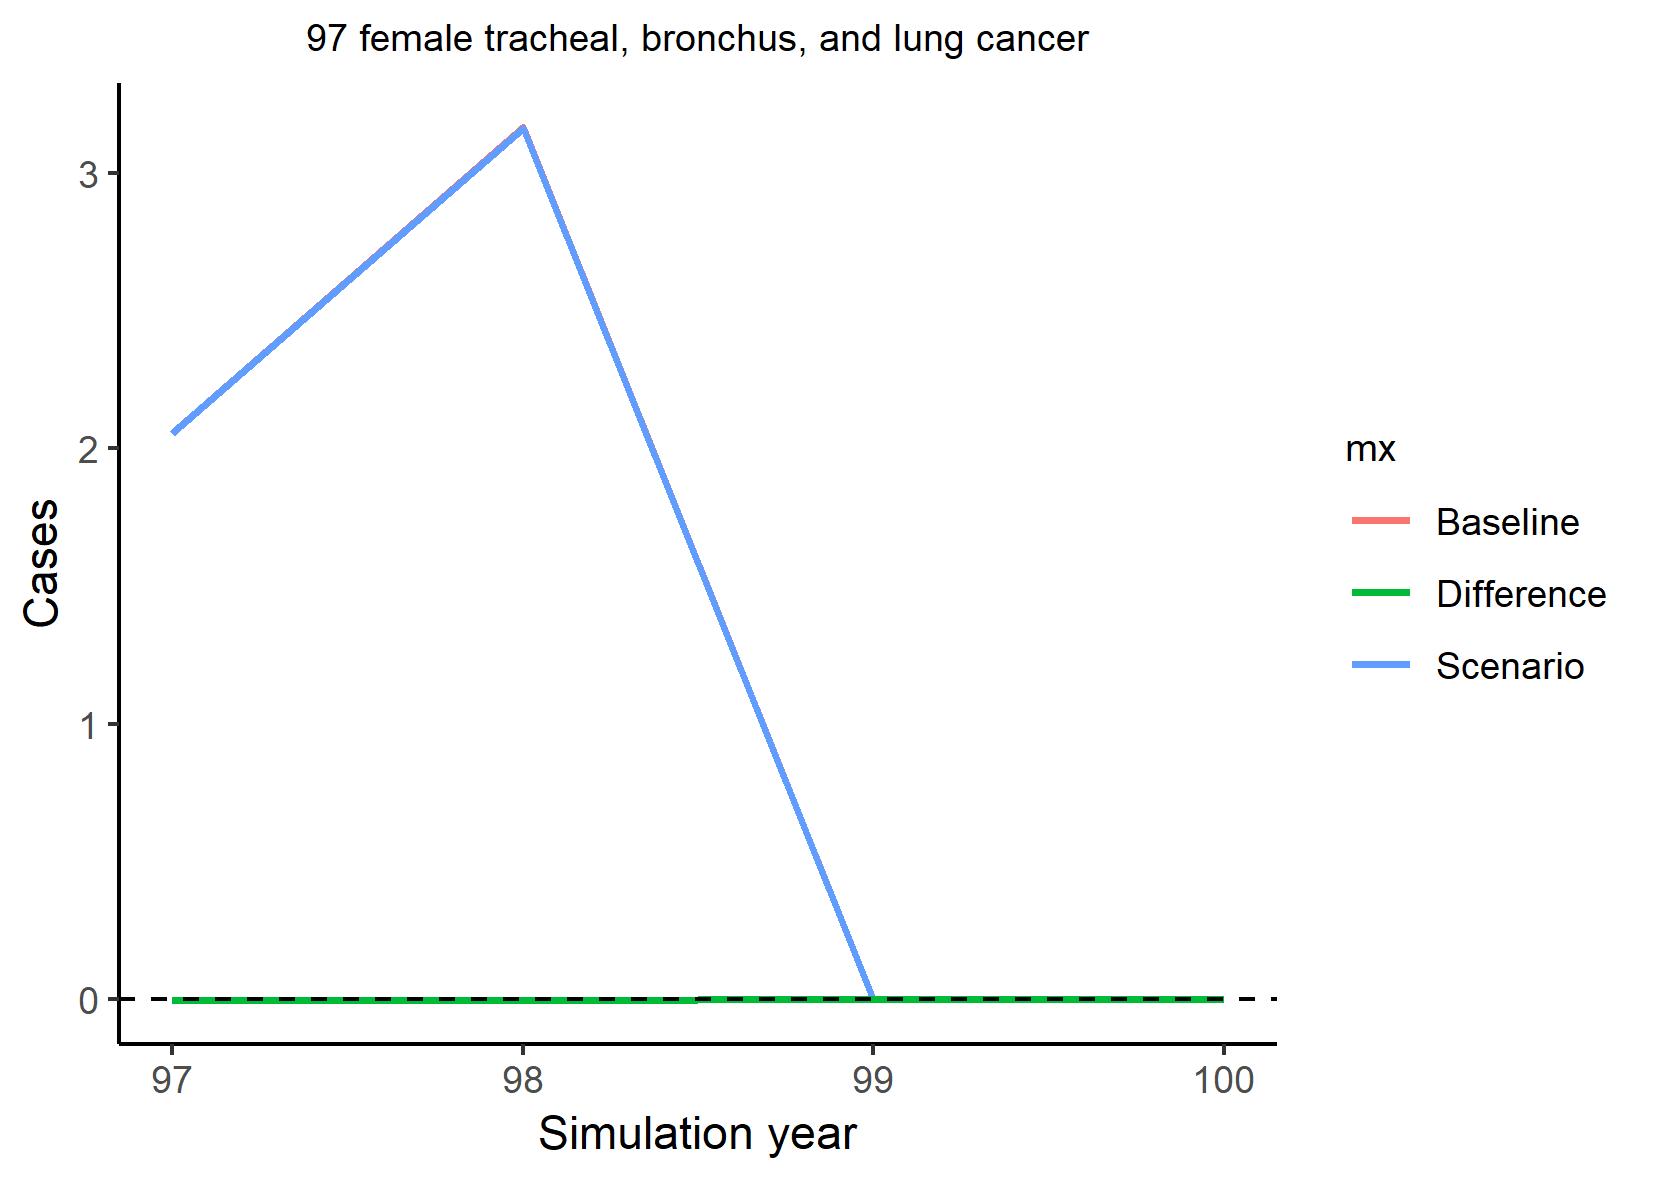 97 female tracheal, bronchus, and lung cancer
3
2
1
0
Cases
97 98 99 100
Simulation year
mx
Baseline
Difference
Scenario